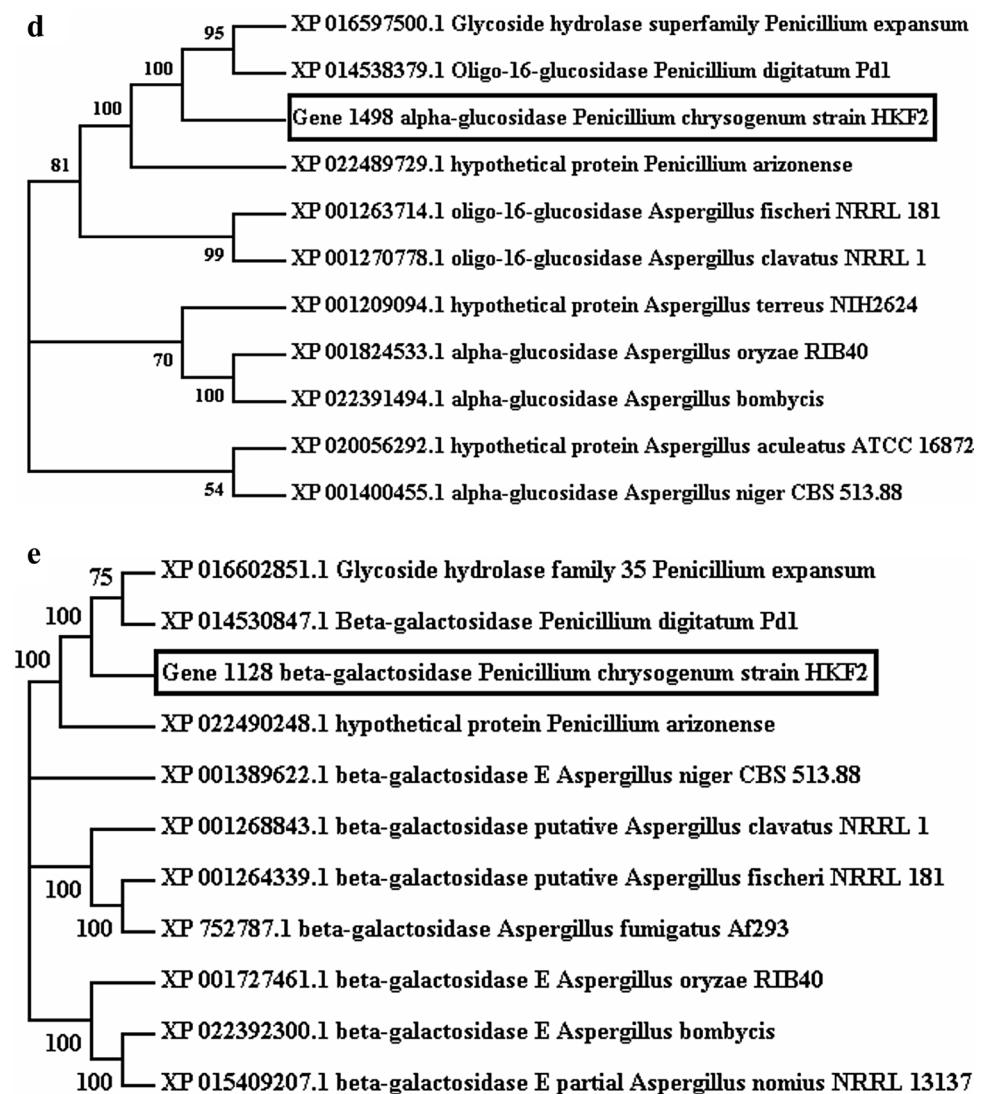 d
95
XP 016597500.1 Glycoside hydrolase superfamily Penicillium expansum
XP 014538379.1 Oligo-16-glucosidase Penicillium digitatum Pd1
100
Gene 1498 alpha-glucosidase Penicillium chrysogenum strain HKF2
100
XP 022489729.1 hypothetical protein Penicillium arizonense
81
XP 001263714.1 oligo-16-glucosidase Aspergillus fischeri NRRL 181
99
XP 001270778.1 oligo-16-glucosidase Aspergillus clavatus NRRL 1
XP 001209094.1 hypothetical protein Aspergillus terreus NIH2624
70
XP 001824533.1 alpha-glucosidase Aspergillus oryzae RIB40
100
XP 022391494.1 alpha-glucosidase Aspergillus bombycis
XP 020056292.1 hypothetical protein Aspergillus aculeatus ATCC 16872
54
XP 001400455.1 alpha-glucosidase Aspergillus niger CBS 513.88
e
75
XP 016602851.1 Glycoside hydrolase family 35 Penicillium expansum
100
XP 014530847.1 Beta-galactosidase Penicillium digitatum Pd1
100
Gene 1128 beta-galactosidase Penicillium chrysogenum strain HKF2
XP 022490248.1 hypothetical protein Penicillium arizonense
XP 001389622.1 beta-galactosidase E Aspergillus niger CBS 513.88
XP 001268843.1 beta-galactosidase putative Aspergillus clavatus NRRL 1
100
XP 001264339.1 beta-galactosidase putative Aspergillus fischeri NRRL 181
100
XP 752787.1 beta-galactosidase Aspergillus fumigatus Af293
XP 001727461.1 beta-galactosidase E Aspergillus oryzae RIB40
100
XP 022392300.1 beta-galactosidase E Aspergillus bombycis
100
XP 015409207.1 beta-galactosidase E partial Aspergillus nomius NRRL 13137